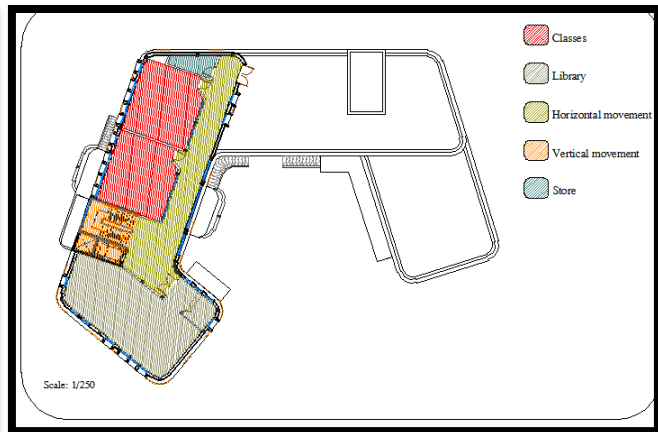 Classes
Library
Horizontal movement
Vertical movement
Store
Scale: 1/250